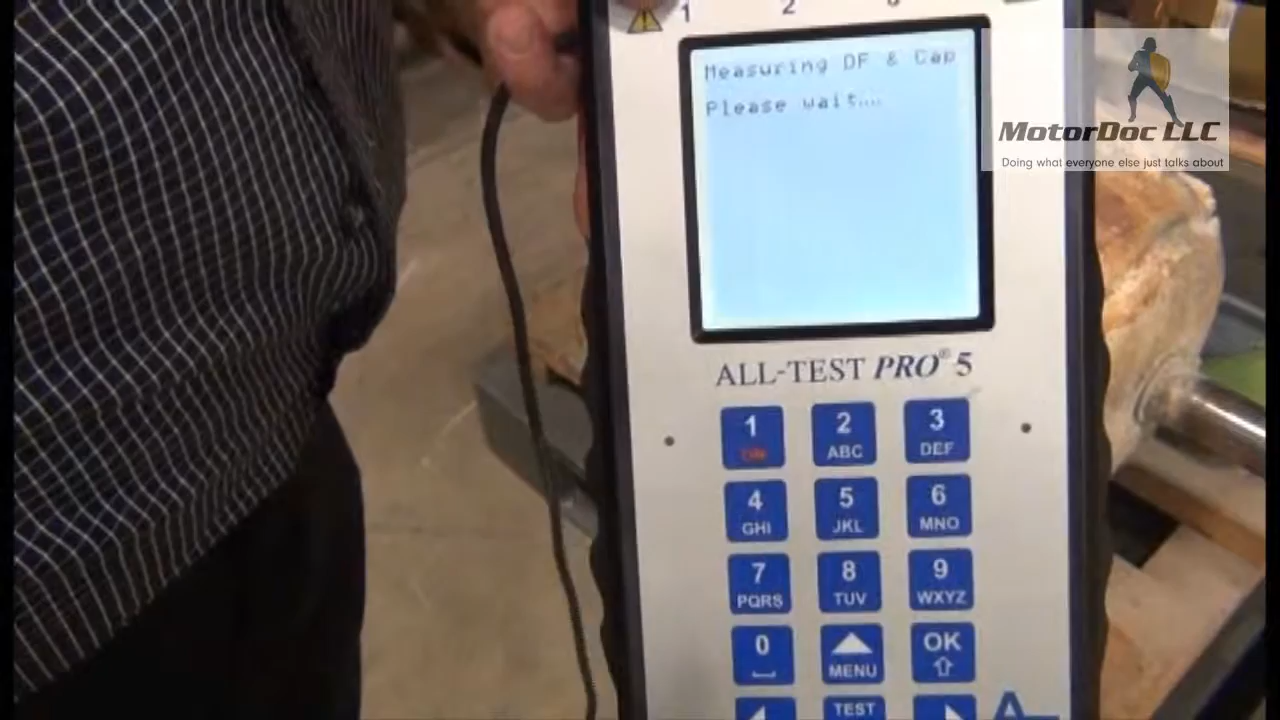 1 2
Measuring DF & Cap
Please wait....
MotorDoc LLC
Doing what everyone else just talks about
ALL-TEST PRO® 5
1 2 3
ON ABC DEF
4 5 6
GHI JKL MNO
7 8 9
PQRS TUV WXYZ
0 OK
MENU
TEST